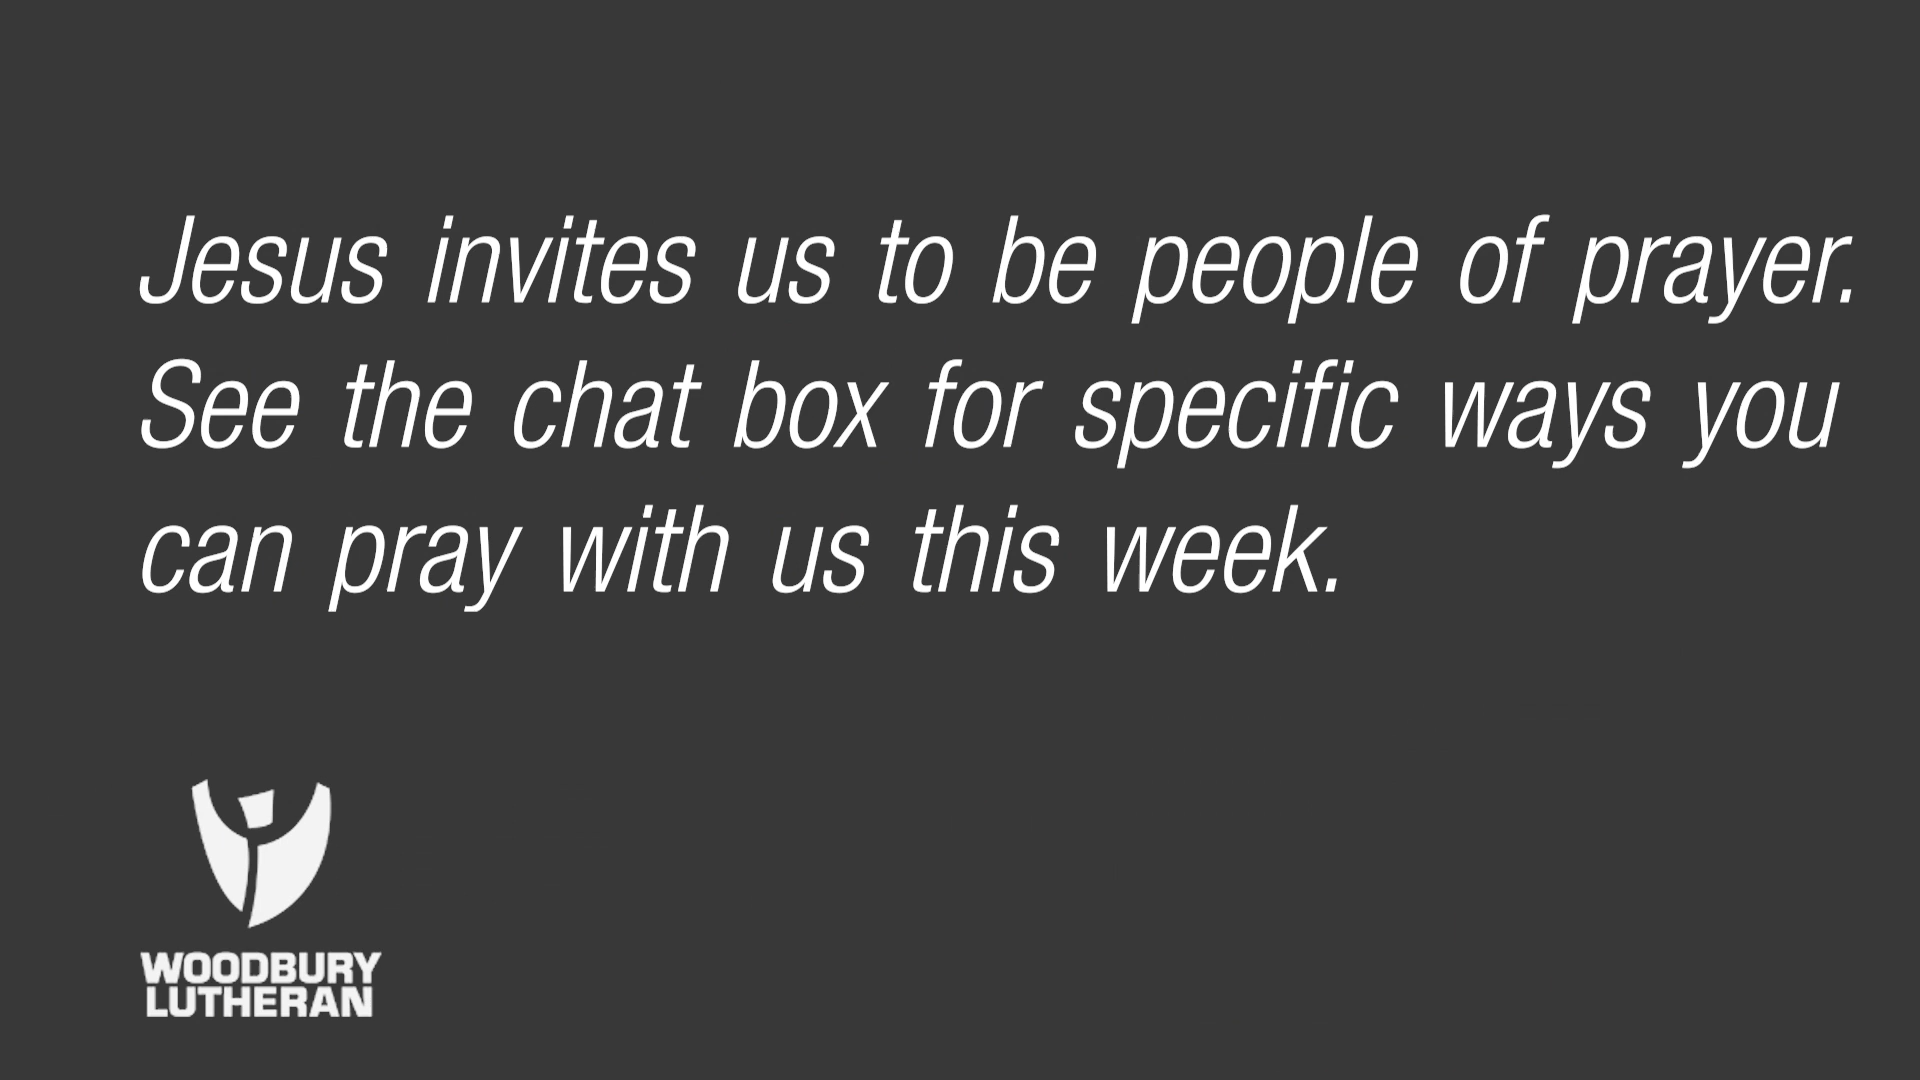 Jesus invites us to be people of prayer.
See the chat box for specific ways you
can pray with us this week.
WOODBURY
LUTHERAN